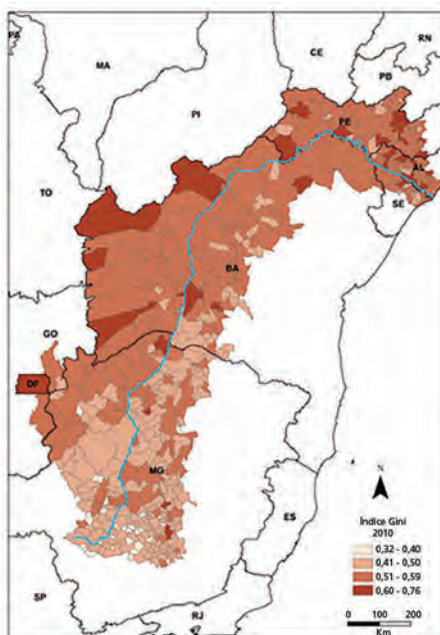 RN
CE
PA
MA
PB
PI
PE
AL
TO
SE
BA
GO
DF
MG
ES
N
Índice Gini
2010
0,32 - 0,40
0,41 - 0,50
0,51 - 0,59
0,60 - 0,76
SP
RJ
0 100 200
Km